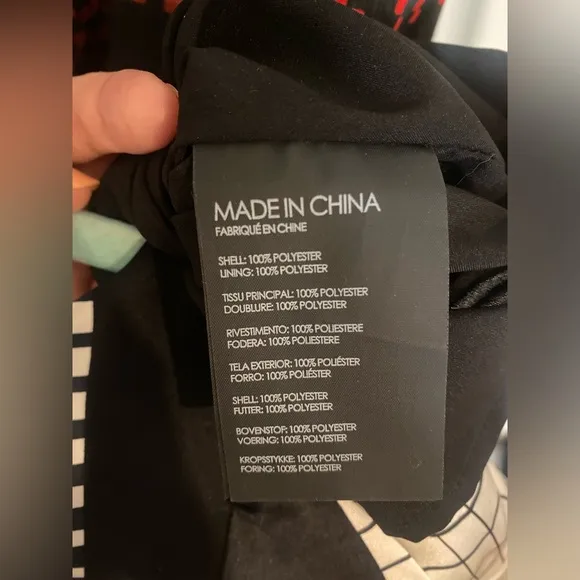 MADE IN CHINA
FABRIQUÉ EN CHINE
SHELL: 100% POLYESTER
LINING: 100% POLYESTER
TISSU PRINCIPAL: 100% POLYESTER
DOUBLURE: 100% POLYESTER
RIVESTIMENTO: 100% POLIESTERE
FODERA: 100% POLIESTERE
TELA EXTERIOR: 100% POLIÉSTER
FORRO: 100% POLIÉSTER
SHELL: 100% POLYESTER
FUTTER: 100% POLYESTER
BOVENSTOF: 100% POLYESTER
VOERING: 100% POLYESTER
KROPSSTYKKE: 100% POLYESTER
FORING: 100% POLYESTER